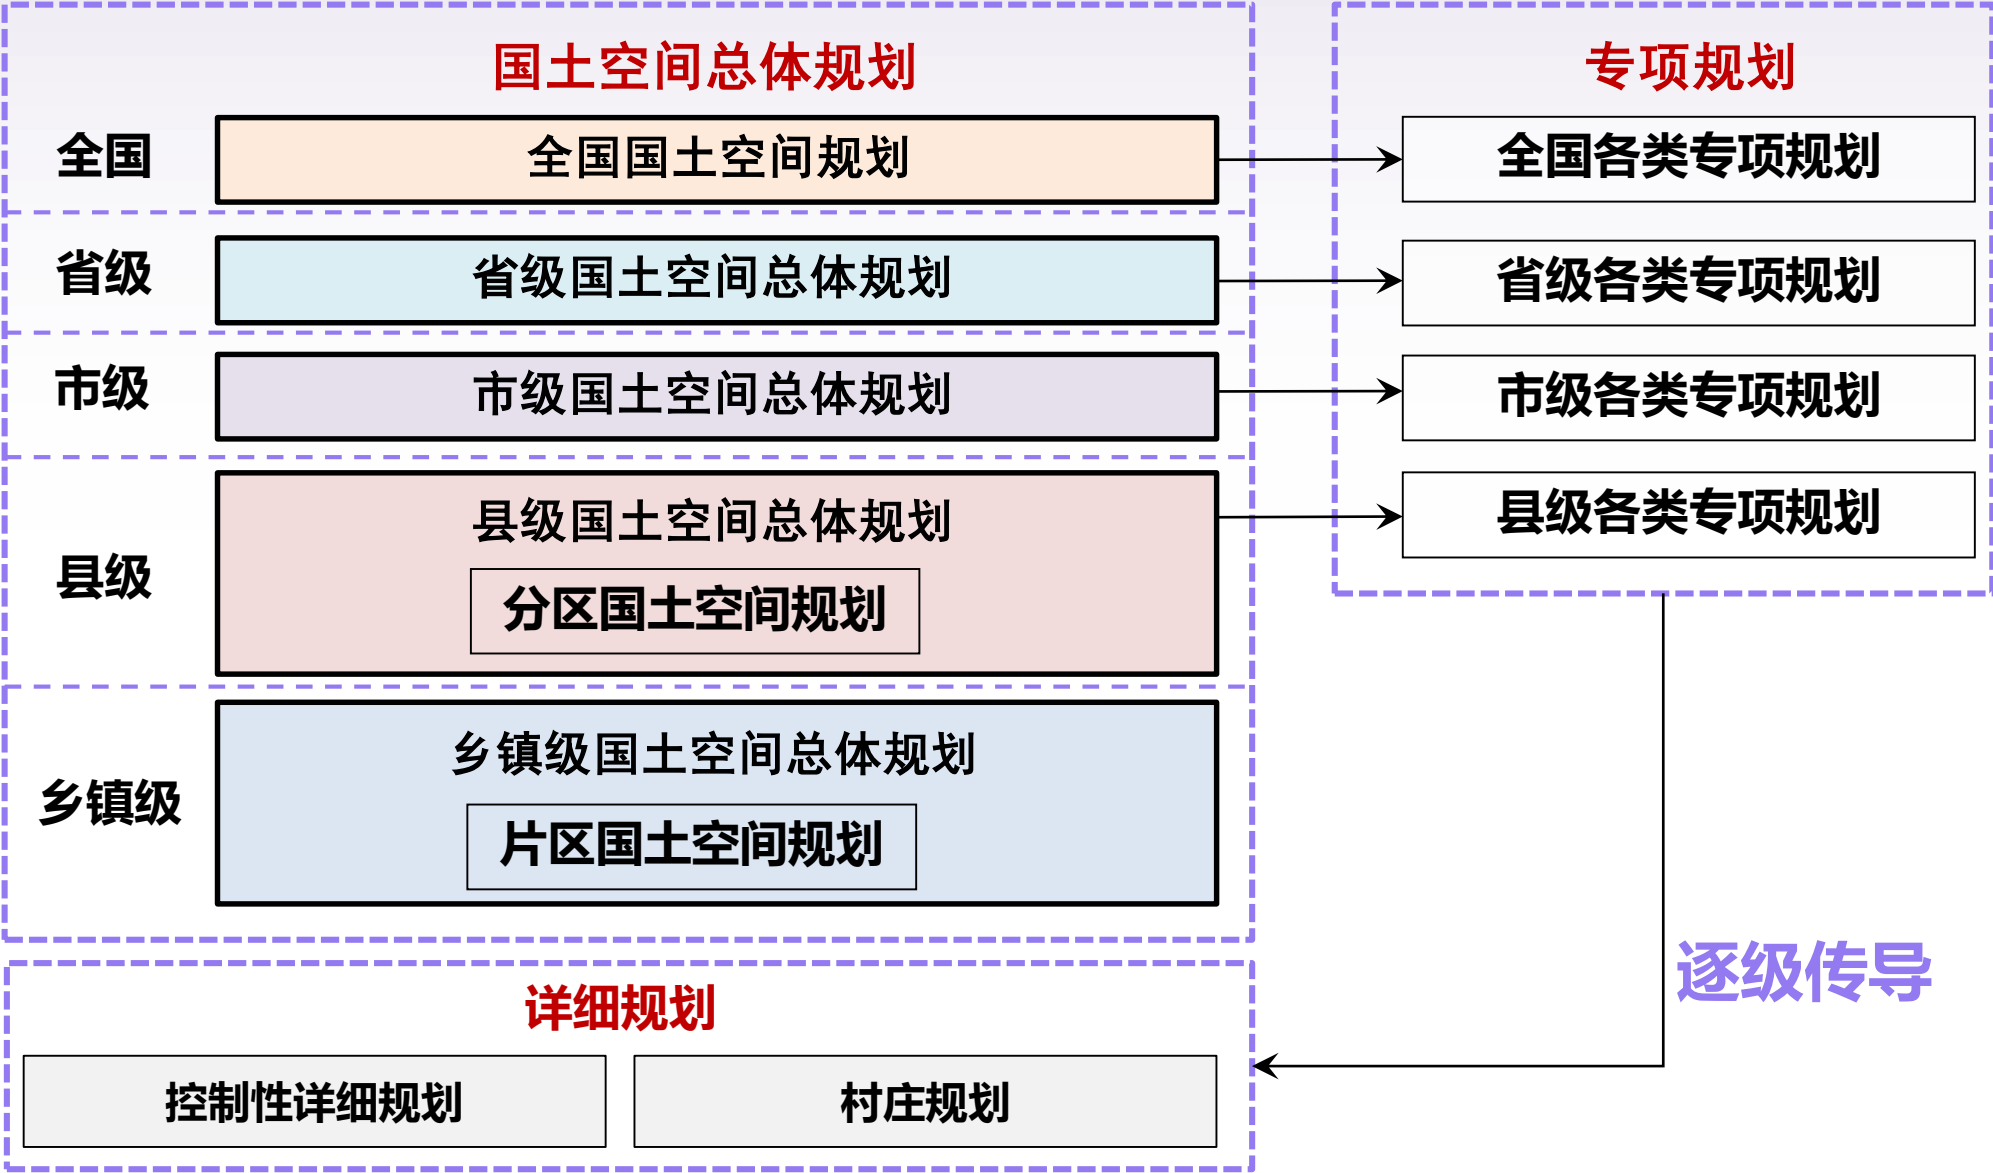 国土空间总体规划
专项规划
全国
全国国土空间规划
全国各类专项规划
省级
省级国土空间总体规划
省级各类专项规划
市级
市级国土空间总体规划
市级各类专项规划
县级
县级国土空间总体规划
县级各类专项规划
分区国土空间规划
乡镇级
乡镇级国土空间总体规划
片区国土空间规划
逐级传导
详细规划
控制性详细规划
村庄规划